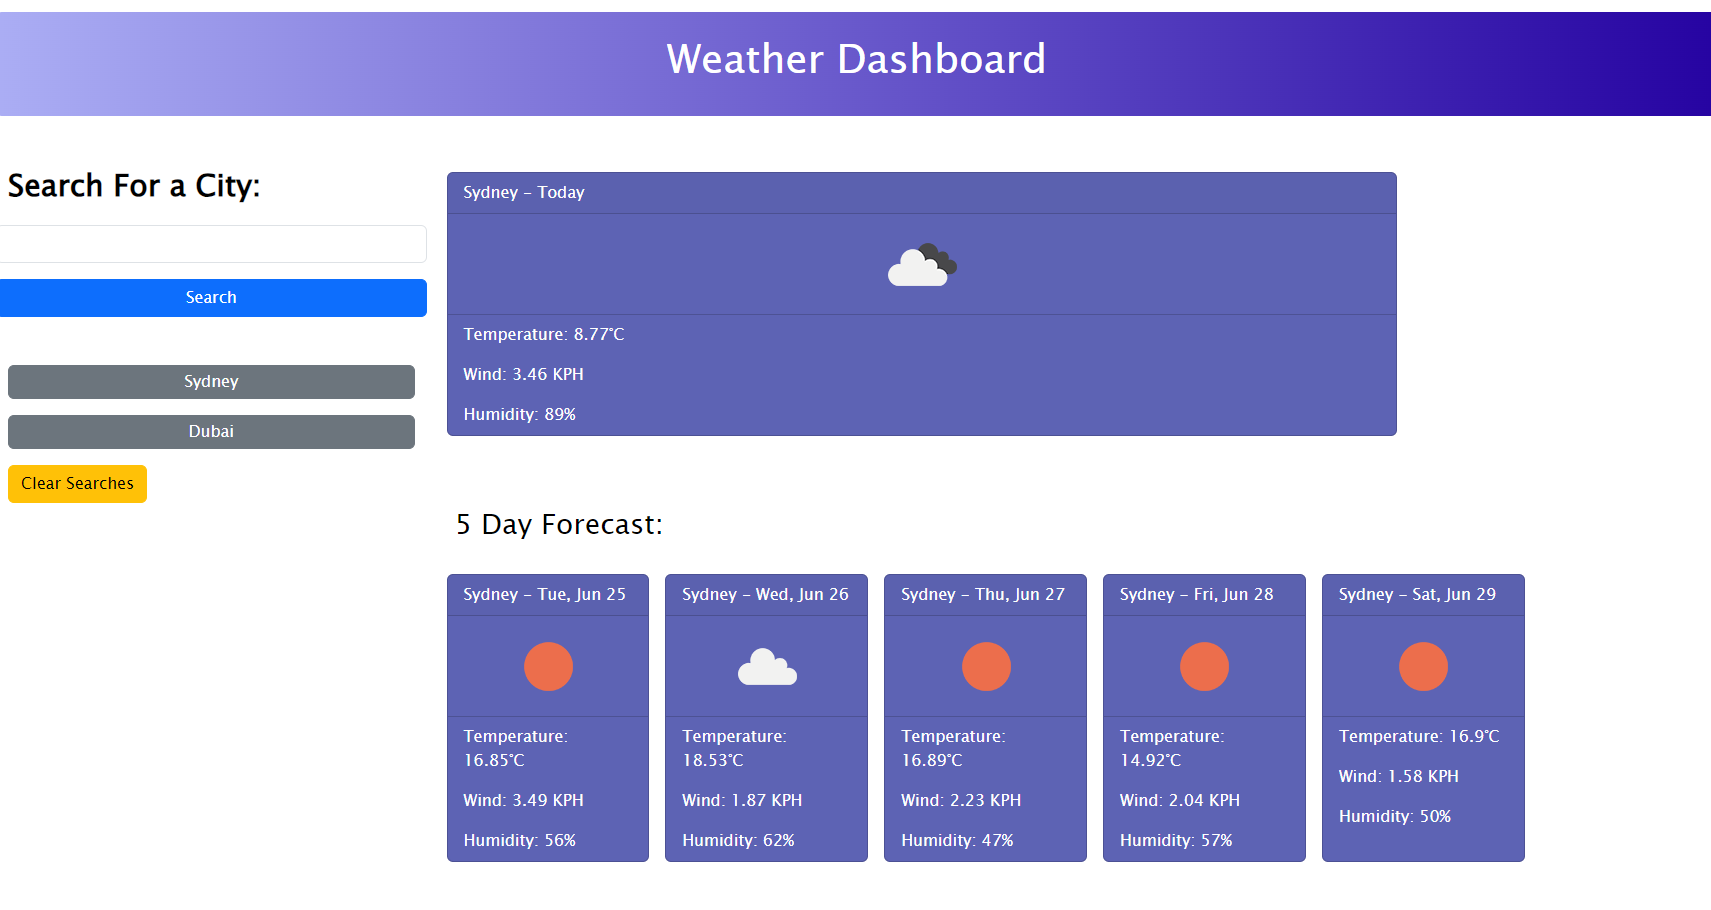 Weather Dashboard
Search For a City:
Search
Sydney
Dubai
Clear Searches
Sydney – Today
Temperature: 8.77°C
Wind: 3.46 KPH
Humidity: 89%
5 Day Forecast:
Sydney – Tue, Jun 25
Temperature:
16.85°C
Wind: 3.49 KPH
Humidity: 56%
Sydney – Wed, Jun 26
Temperature:
18.53°C
Wind: 1.87 KPH
Humidity: 62%
Sydney – Thu, Jun 27
Temperature:
16.89°C
Wind: 2.23 KPH
Humidity: 47%
Sydney – Fri, Jun 28
Temperature:
14.92°C
Wind: 2.04 KPH
Humidity: 57%
Sydney – Sat, Jun 29
Temperature: 16.9°C
Wind: 1.58 KPH
Humidity: 50%